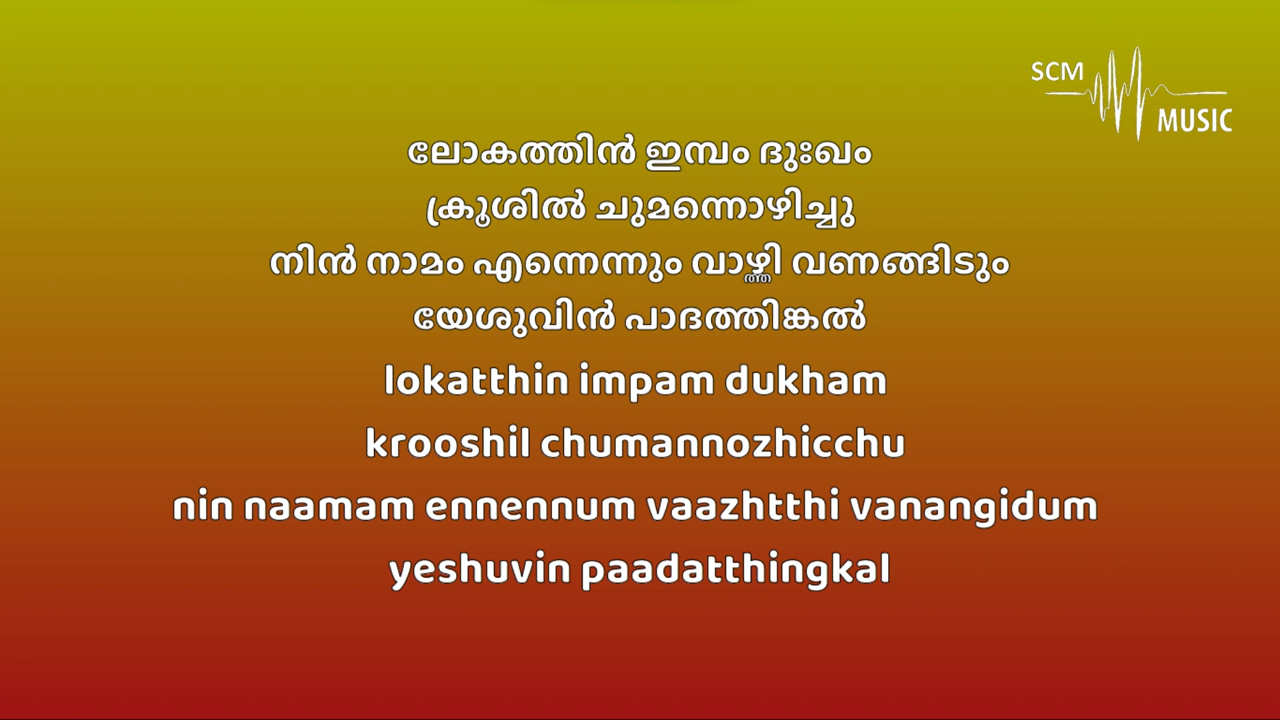 SCM
MUSIC
ലോകത്തിൻ ഇമ്പം ദുഃഖം
ക്രൂശിൽ ചുമന്നൊഴിച്ചു
നിൻ നാമം എന്നെന്നും വാഴ്ത്തി വണങ്ങിടും
യേശുവിൻ പാദത്തിങ്കൽ
lokatthin impam dukham
krooshil chumannozhicchu
nin naamam ennennum vaazhtthi vanangidum
yeshuvin paadatthingkal